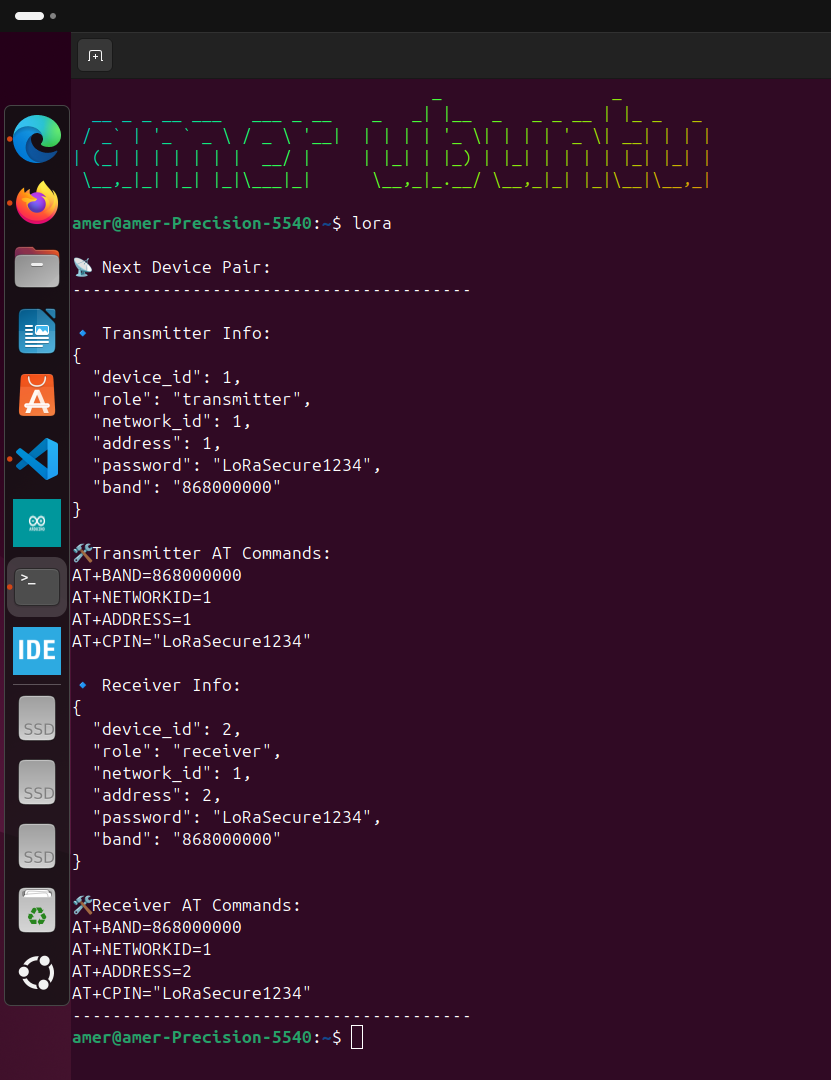 amer ubuntu
amer@amer-Precision-5540:~$ lora
📡 Next Device Pair:
----------------------------------------
🔹 Transmitter Info:
{
  "device_id": 1,
  "role": "transmitter",
  "network_id": 1,
  "address": 1,
  "password": "LoRaSecure1234",
  "band": "868000000"
}
🛠️Transmitter AT Commands:
AT+BAND=868000000
AT+NETWORKID=1
AT+ADDRESS=1
AT+CPIN="LoRaSecure1234"
🔹 Receiver Info:
{
  "device_id": 2,
  "role": "receiver",
  "network_id": 1,
  "address": 2,
  "password": "LoRaSecure1234",
  "band": "868000000"
}
🛠️Receiver AT Commands:
AT+BAND=868000000
AT+NETWORKID=1
AT+ADDRESS=2
AT+CPIN="LoRaSecure1234"
----------------------------------------
amer@amer-Precision-5540:~$
ARDUINO
>_
IDE
SSD
SSD
SSD